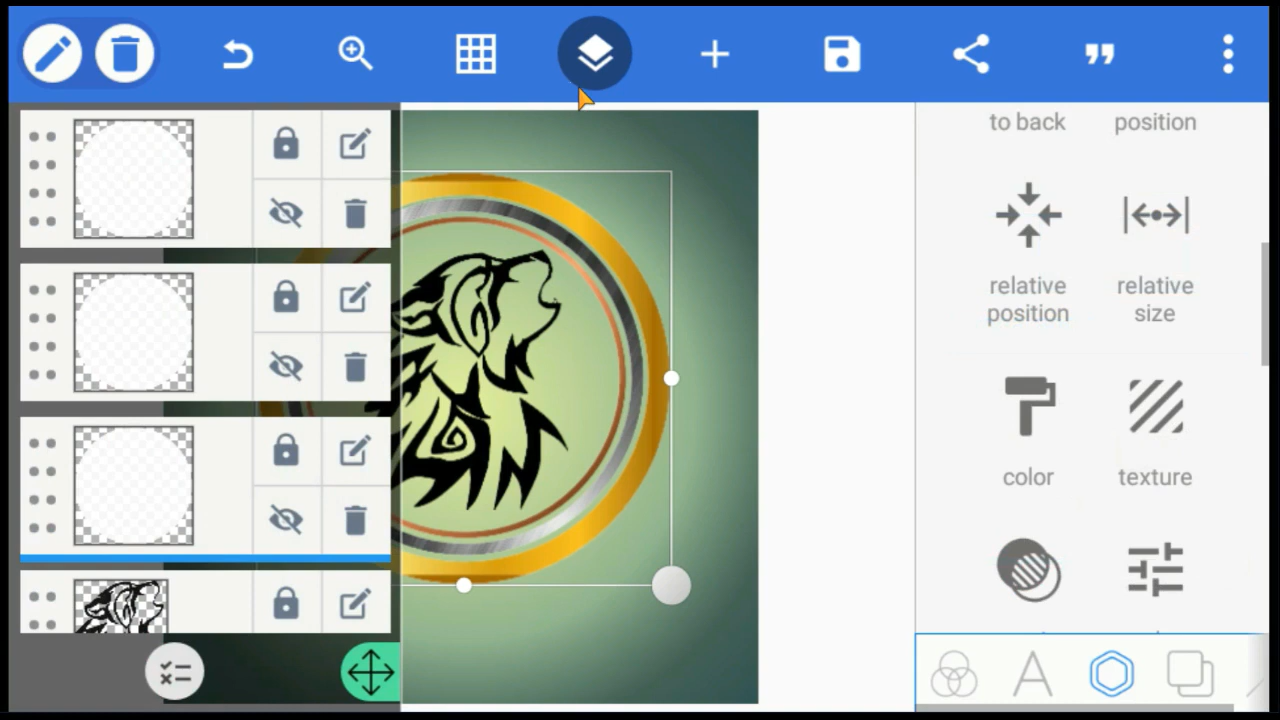 to back
position
relative
position
relative
size
color
texture